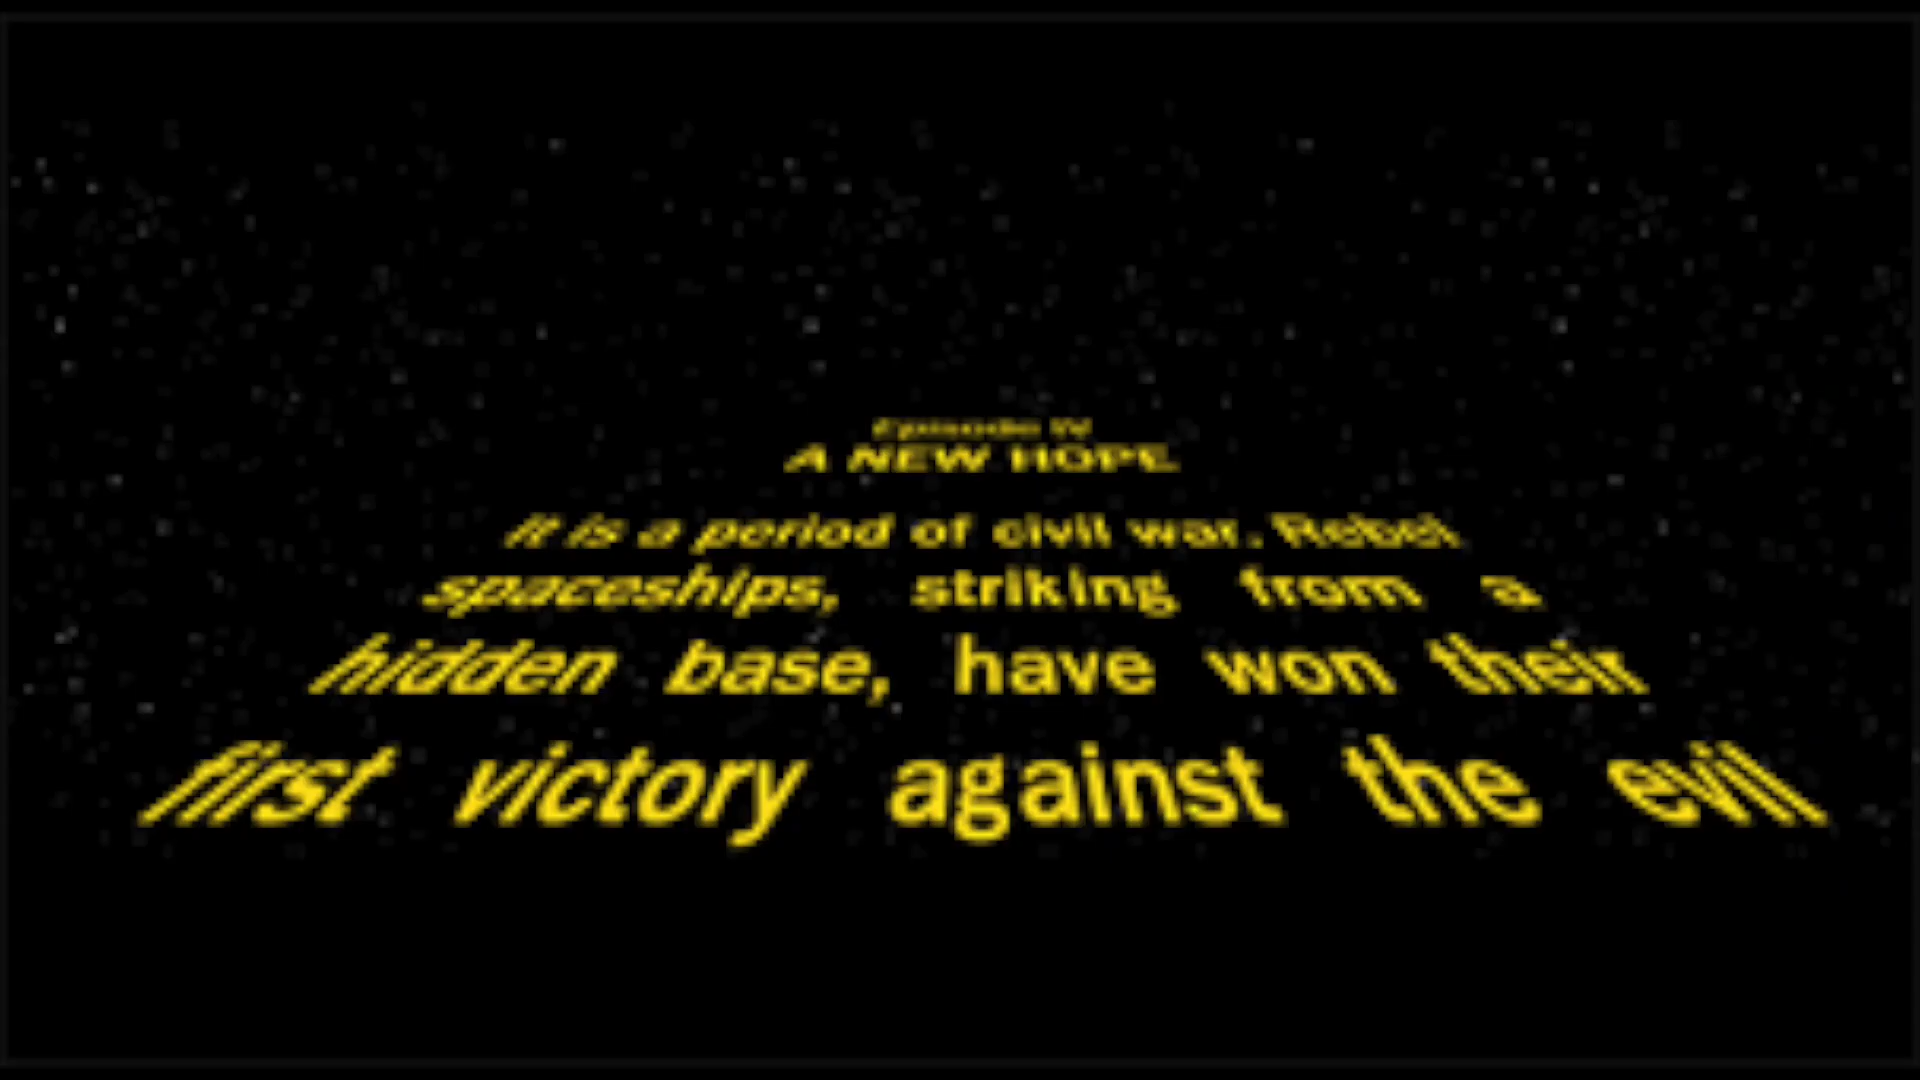 Episode IV
A NEW HOPE
It is a period of civil war. Rebel
spaceships, striking from a
hidden base, have won their
first victory against the evil